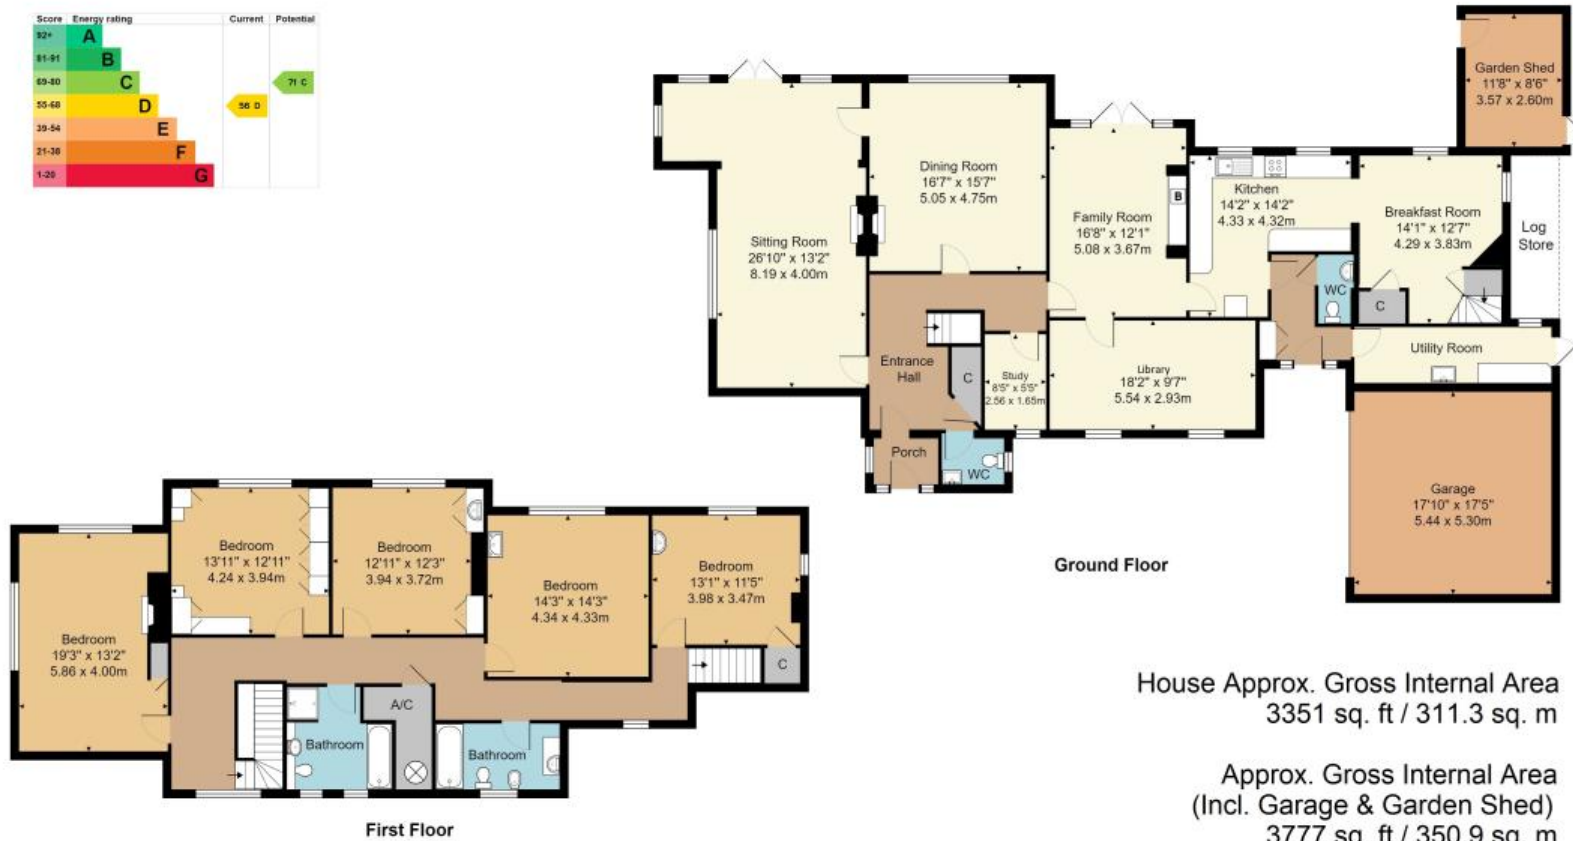 Score Energy rating Current Potential
92+ A
81-91 B
69-80 C 71 C
55-68 D 56 D
39-54 E
21-38 F
1-20 G
Garden Shed
11'8" x 8'6"
3.57 x 2.60m
Dining Room
16'7" x 15'7"
5.05 x 4.75m
Sitting Room
26'10" x 13'2"
8.19 x 4.00m
Family Room
16'8" x 12'1"
5.08 x 3.67m
B
Kitchen
14'2" x 14'2"
4.33 x 4.32m
Breakfast Room
14'1" x 12'7"
4.29 x 3.83m
Log
Store
WC
C
Utility Room
Entrance
Hall
C
Study
8'5" x 5'5"
2.56 x 1.65m
Library
18'2" x 9'7"
5.54 x 2.93m
Porch
WC
Garage
17'10" x 17'5"
5.44 x 5.30m
Ground Floor
Bedroom
19'3" x 13'2"
5.86 x 4.00m
Bedroom
13'11" x 12'11"
4.24 x 3.94m
Bedroom
12'11" x 12'3"
3.94 x 3.72m
Bedroom
14'3" x 14'3"
4.34 x 4.33m
Bedroom
13'1" x 11'5"
3.98 x 3.47m
C
A/C
Bathroom
Bathroom
First Floor
House Approx. Gross Internal Area
3351 sq. ft / 311.3 sq. m
Approx. Gross Internal Area
(Incl. Garage & Garden Shed)
3777 sq. ft / 350.9 sq. m